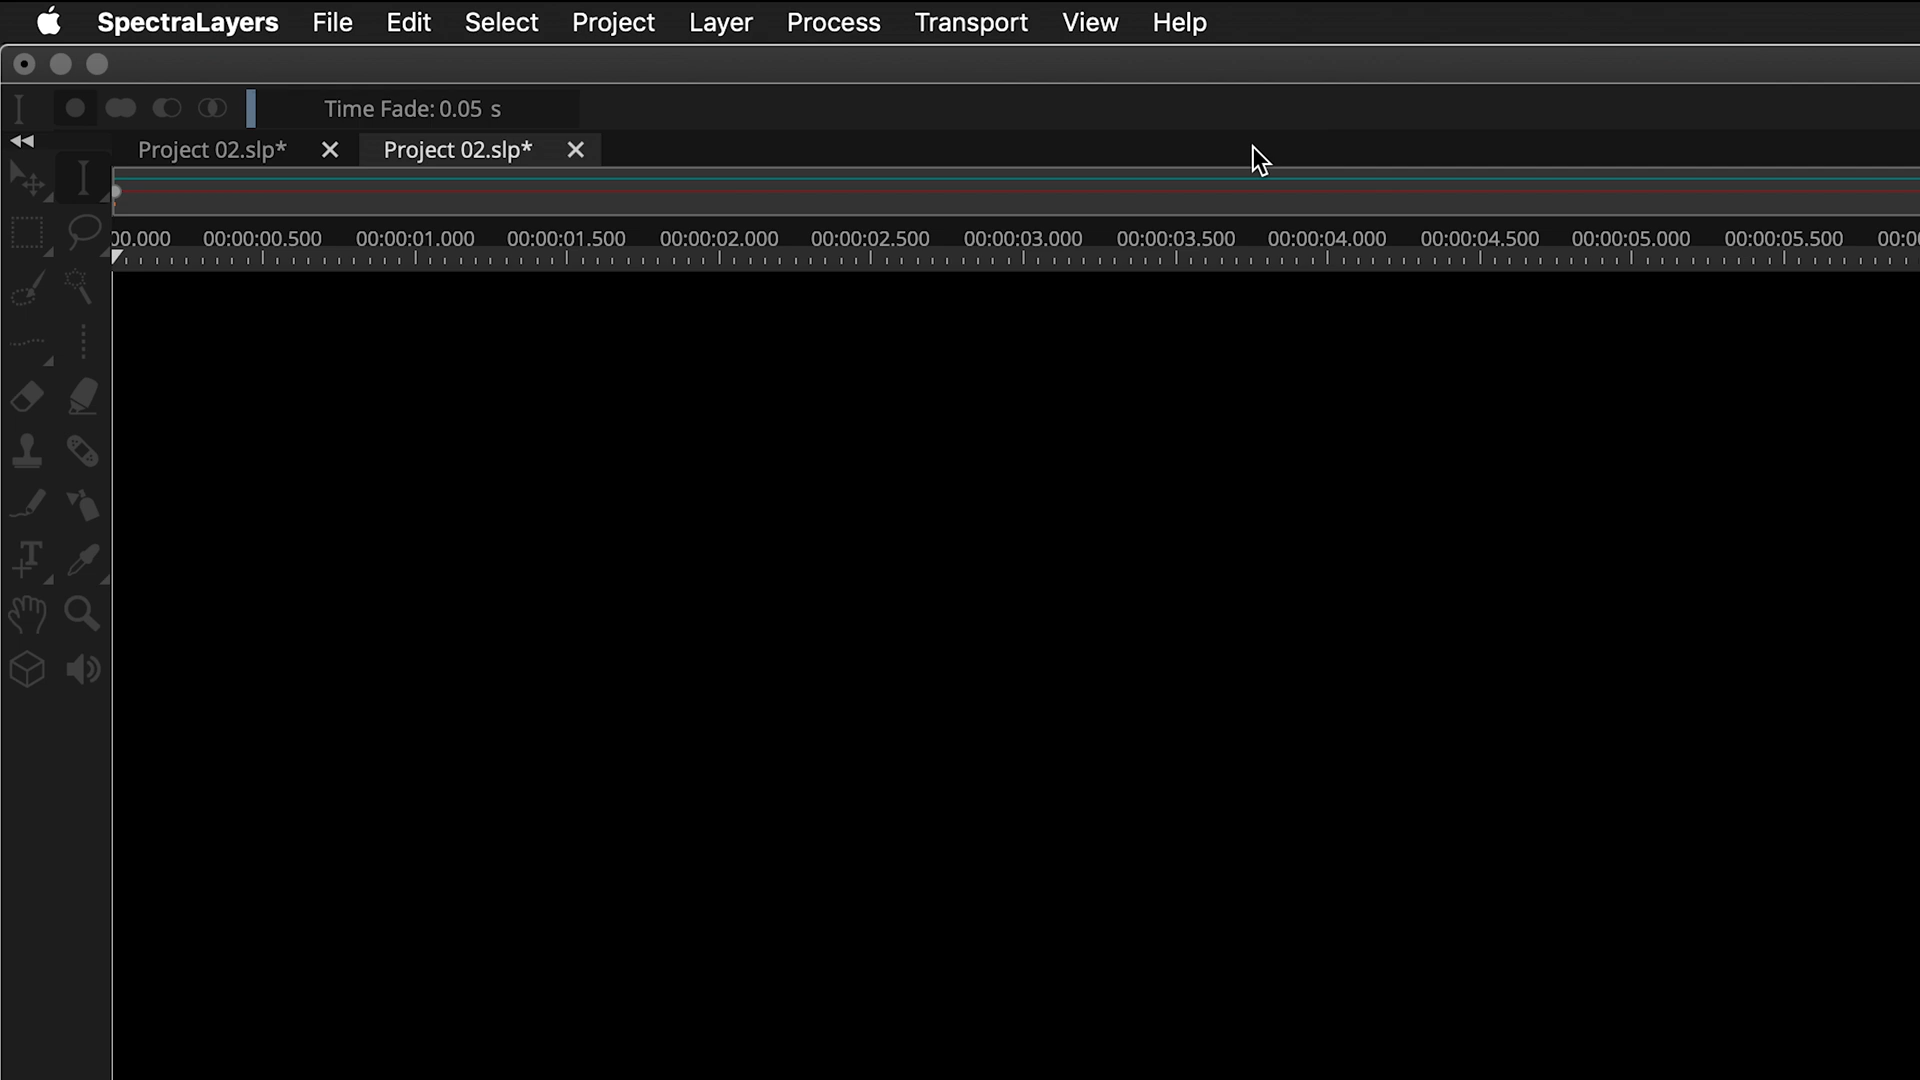 SpectraLayers File Edit Select Project Layer Process Transport View Help
Time Fade: 0.05 s
Project 02.slp* Project 02.slp*
00.000 00:00:00.500 00:00:01.000 00:00:01.500 00:00:02.000 00:00:02.500 00:00:03.000 00:00:03.500 00:00:04.000 00:00:04.500 00:00:05.000 00:00:05.500 00:0
T